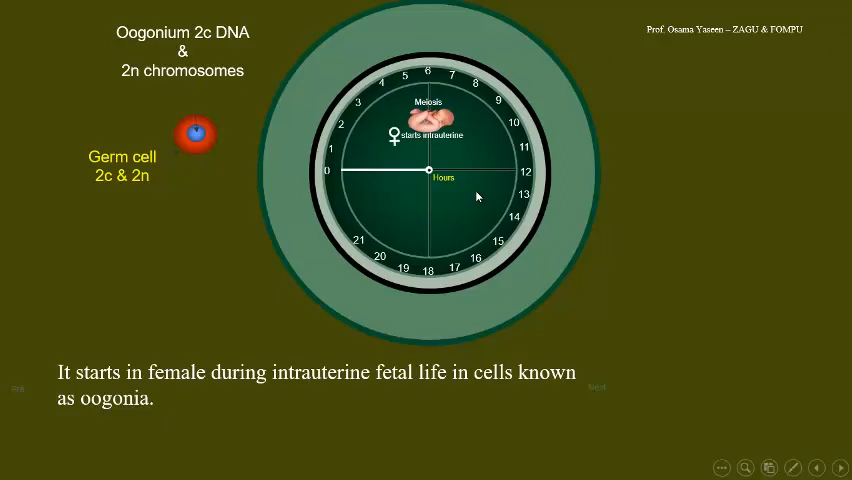 Oogonium 2c DNA
&
2n chromosomes
Prof. Osama Yaseen – ZAGU & FOMPU
Germ cell
2c & 2n
Meiosis
starts intrauterine
Hours
0
1
2
3
4
5
6
7
8
9
10
11
12
13
14
15
16
17
18
19
20
21
It starts in female during intrauterine fetal life in cells known
as oogonia.
Pre
Next